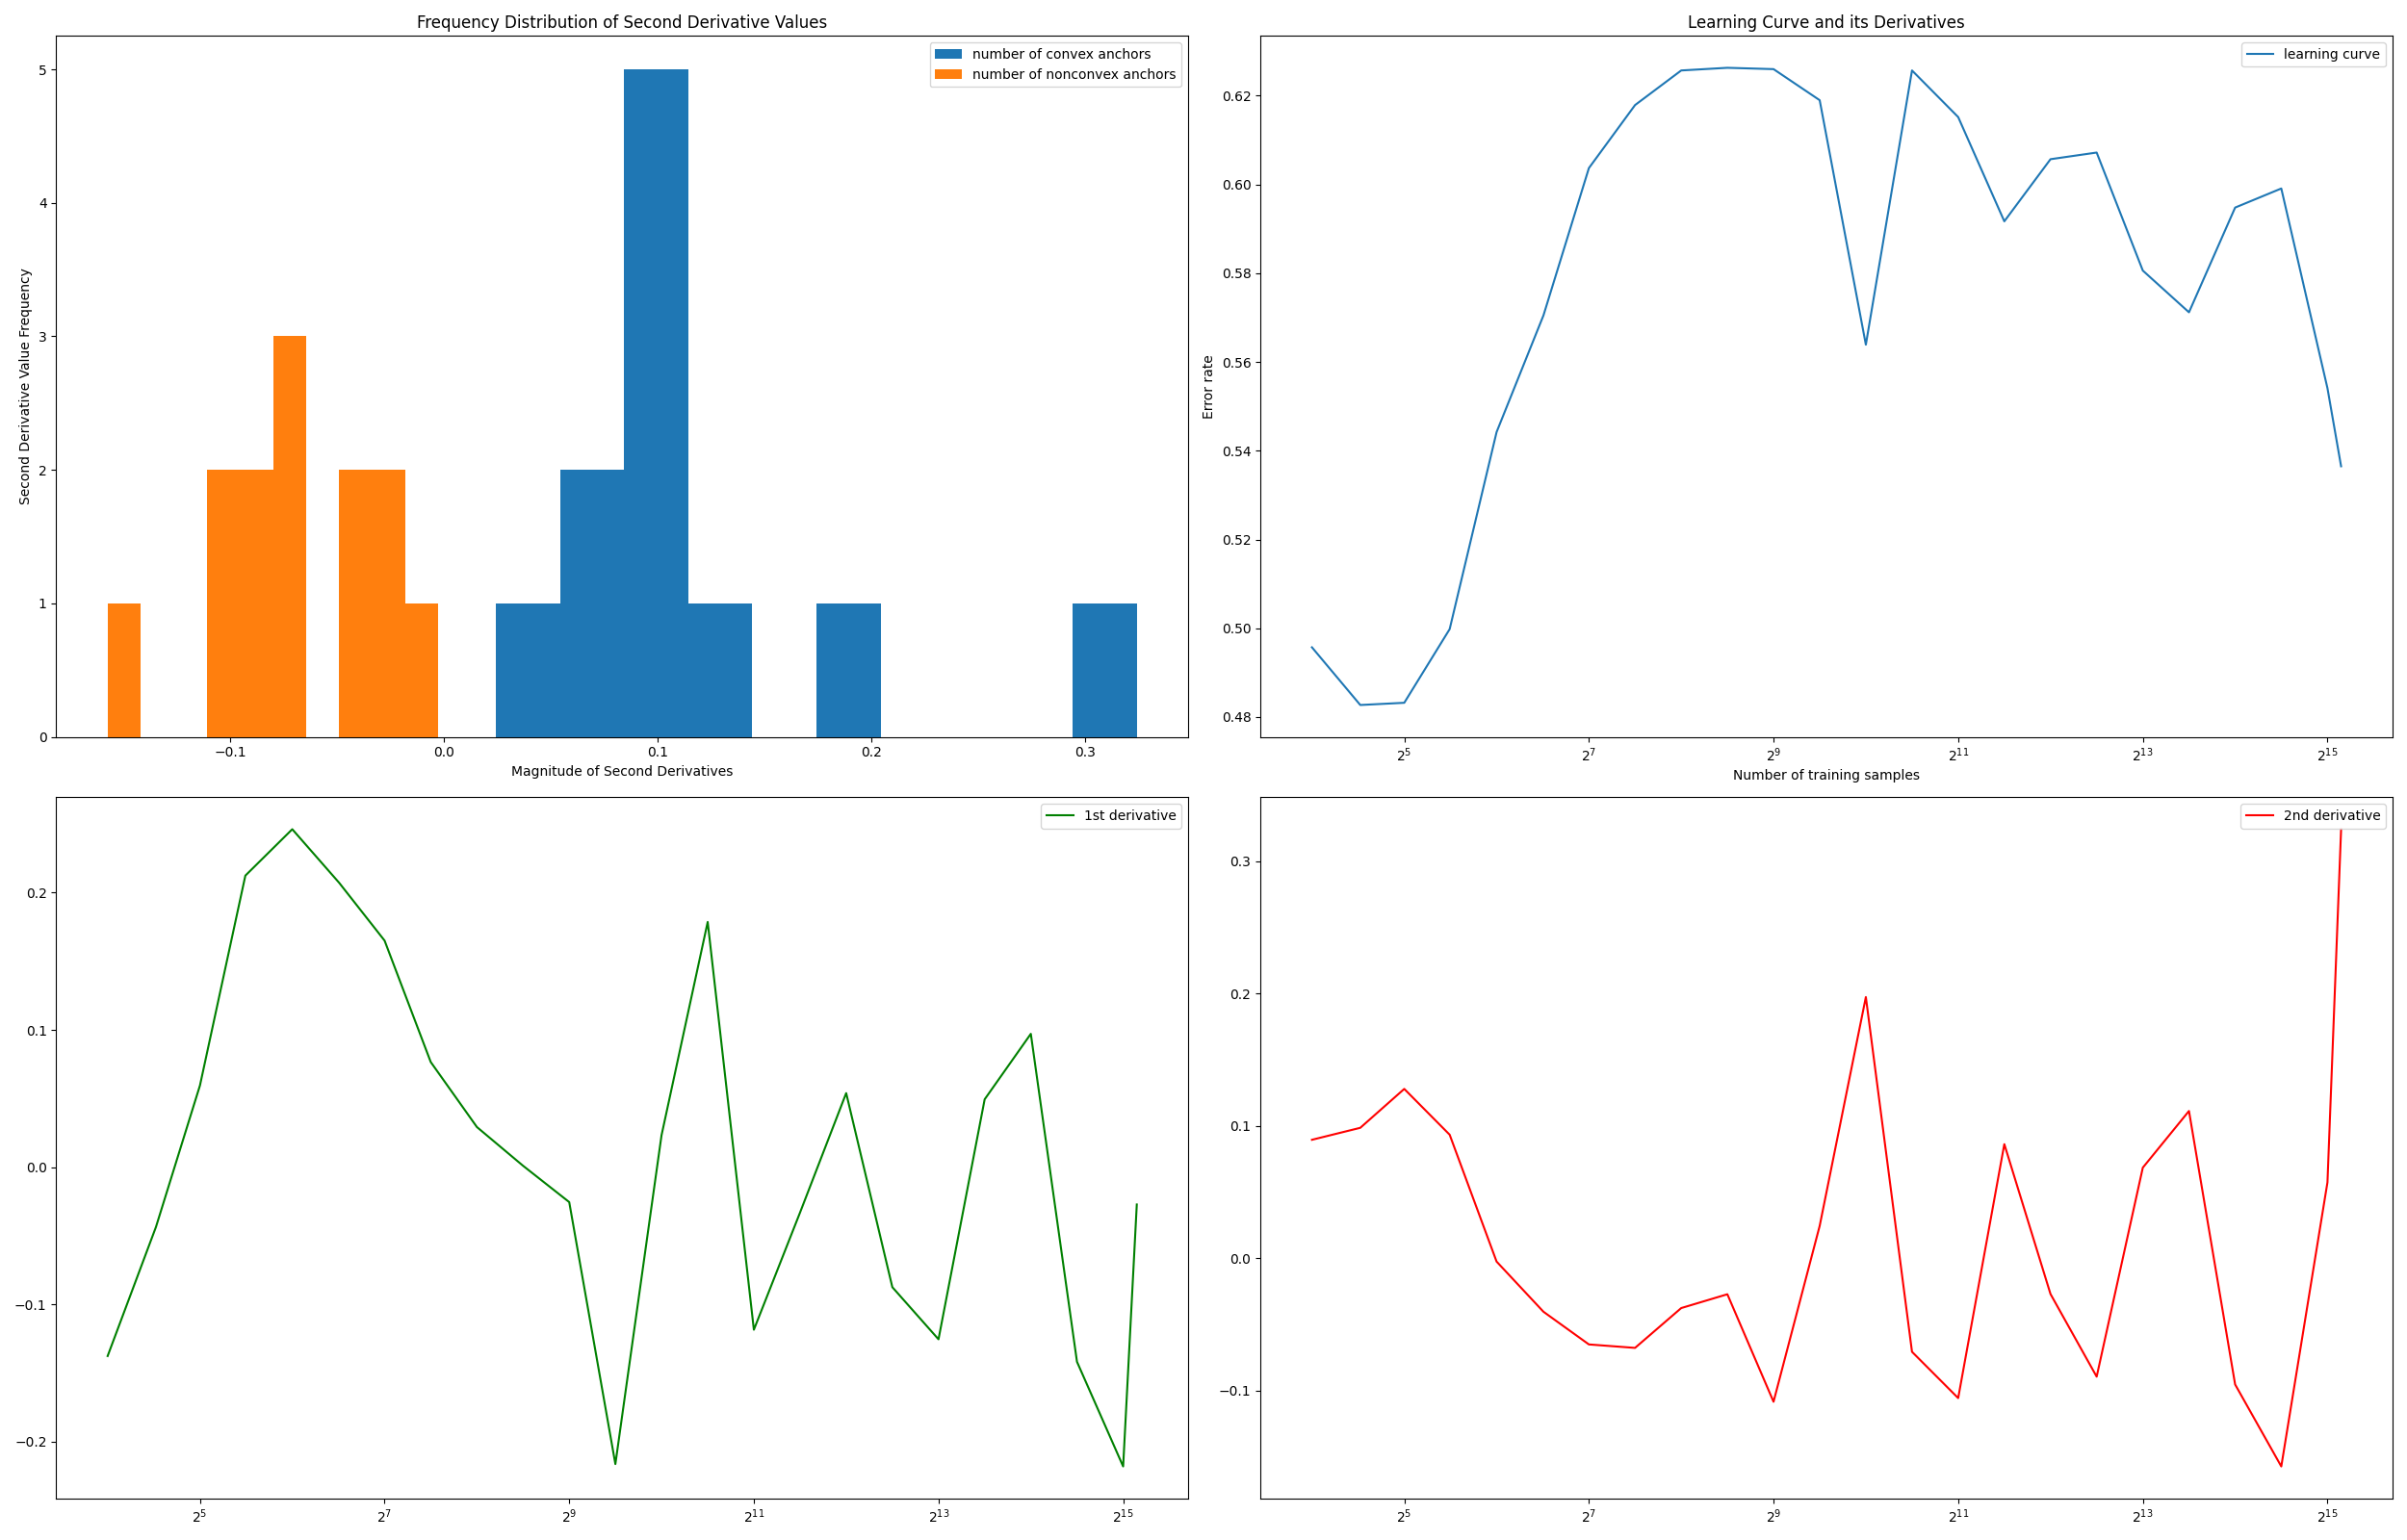 Frequency Distribution of Second Derivative Values
number of convex anchors
number of nonconvex anchors
Second Derivative Value Frequency
5
4
3
2
1
0
−0.1 0.0 0.1 0.2 0.3
Magnitude of Second Derivatives
Learning Curve and its Derivatives
learning curve
Error rate
0.62
0.60
0.58
0.56
0.54
0.52
0.50
0.48
2^5 2^7 2^9 2^11 2^13 2^15
Number of training samples
1st derivative
0.2
0.1
0.0
−0.1
−0.2
2^5 2^7 2^9 2^11 2^13 2^15
2nd derivative
0.3
0.2
0.1
0.0
−0.1
2^5 2^7 2^9 2^11 2^13 2^15